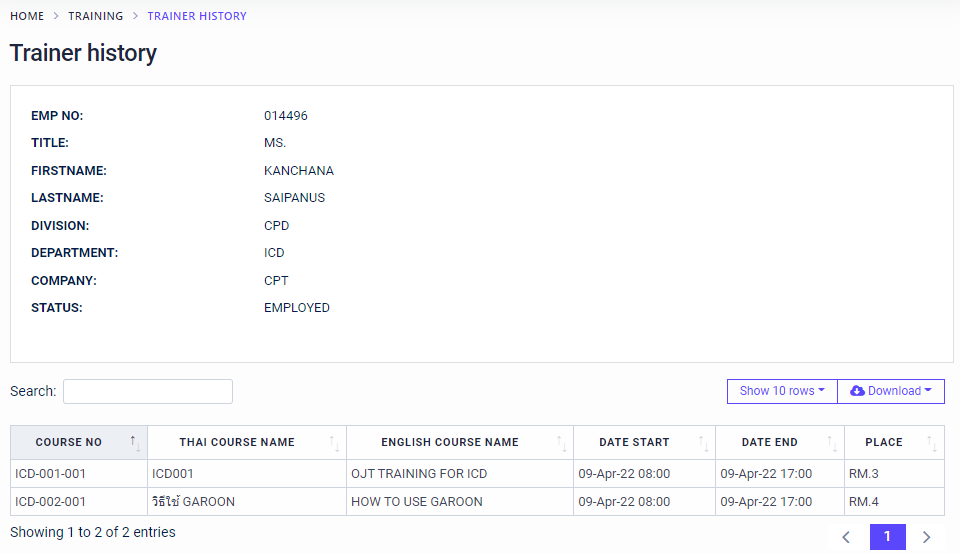 HOME > TRAINING > TRAINER HISTORY
Trainer history
EMP NO: 014496
TITLE: MS.
FIRSTNAME: KANCHANA
LASTNAME: SAIPANUS
DIVISION: CPD
DEPARTMENT: ICD
COMPANY: CPT
STATUS: EMPLOYED
Search: Show 10 rows Download
COURSE NO THAI COURSE NAME ENGLISH COURSE NAME DATE START DATE END PLACE
ICD-001-001 ICD001 OJT TRAINING FOR ICD 09-Apr-22 08:00 09-Apr-22 17:00 RM.3
ICD-002-001 วิธีใช้ GAROON HOW TO USE GAROON 09-Apr-22 08:00 09-Apr-22 17:00 RM.4
Showing 1 to 2 of 2 entries 1